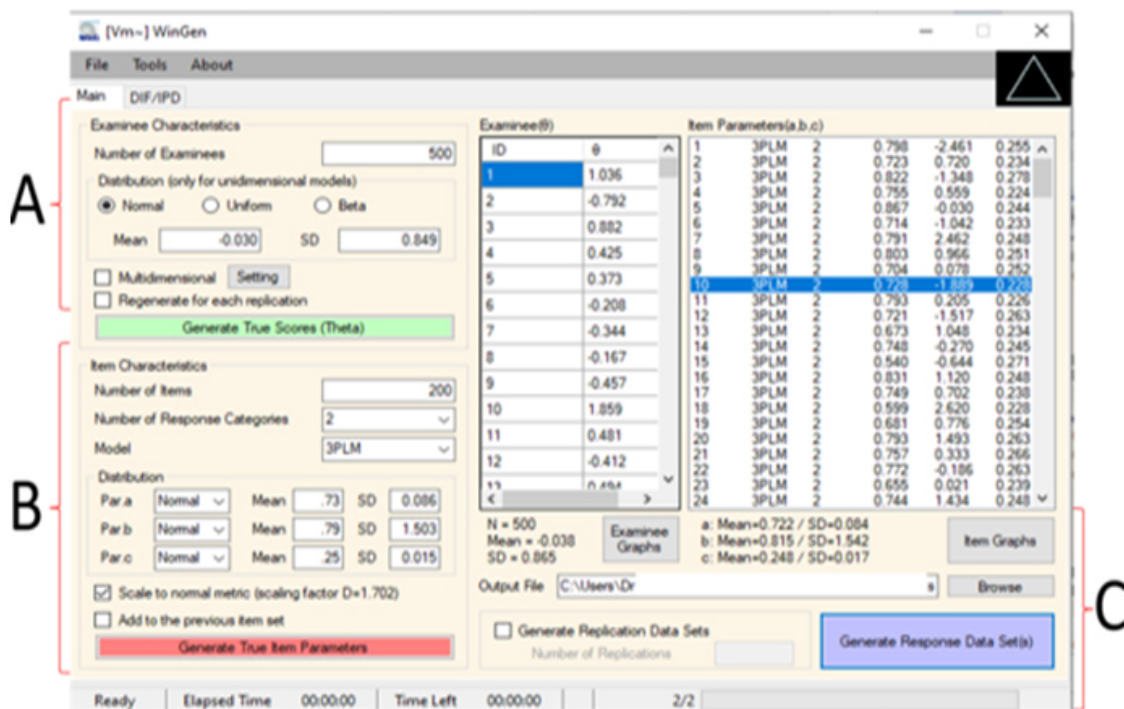 [Vm~] WinGen
File Tools About
Main DIF/IPD
A
Examinee Characteristics
Number of Examinees 500
Distribution (only for unidimensional models)
Normal Uniform Beta
Mean -0.030 SD 0.849
Multidimensional Setting
Regenerate for each replication
Generate True Scores (Theta)
B
Item Characteristics
Number of Items 200
Number of Response Categories 2
Model 3PLM
Distribution
Par.a Normal Mean .73 SD 0.086
Par.b Normal Mean .79 SD 1.503
Par.c Normal Mean .25 SD 0.015
Scale to normal metric (scaling factor D=1.702)
Add to the previous item set
Generate True Item Parameters
Examinee(θ)
ID θ
1 1.036
2 -0.792
3 0.882
4 0.425
5 0.373
6 -0.208
7 -0.344
8 -0.167
9 -0.457
10 1.859
11 0.481
12 -0.412
13 0.494
N = 500
Mean = -0.038
SD = 0.865
Examinee
Graphs
Item Parameters(a,b,c)
1 3PLM 2 0.798 -2.461 0.255
2 3PLM 2 0.723 0.720 0.234
3 3PLM 2 0.822 -1.348 0.278
4 3PLM 2 0.755 0.559 0.224
5 3PLM 2 0.867 -0.030 0.244
6 3PLM 2 0.714 -1.042 0.233
7 3PLM 2 0.791 2.462 0.248
8 3PLM 2 0.803 0.966 0.251
9 3PLM 2 0.704 0.078 0.252
10 3PLM 2 0.728 -1.889 0.228
11 3PLM 2 0.793 0.205 0.226
12 3PLM 2 0.721 -1.517 0.263
13 3PLM 2 0.673 1.048 0.234
14 3PLM 2 0.748 -0.270 0.245
15 3PLM 2 0.540 -0.644 0.271
16 3PLM 2 0.831 1.120 0.248
17 3PLM 2 0.749 0.702 0.238
18 3PLM 2 0.599 2.620 0.228
19 3PLM 2 0.681 0.776 0.254
20 3PLM 2 0.793 1.493 0.263
21 3PLM 2 0.757 0.333 0.266
22 3PLM 2 0.772 -0.186 0.263
23 3PLM 2 0.655 0.021 0.239
24 3PLM 2 0.744 1.434 0.248
a: Mean=0.722 / SD=0.084
b: Mean=0.815 / SD=1.542
c: Mean=0.248 / SD=0.017
Item Graphs
C
Output File C:\Users\Dr s Browse
Generate Replication Data Sets
Number of Replications
Generate Response Data Set(s)
Ready Elapsed Time 00:00:00 Time Left 00:00:00 2/2